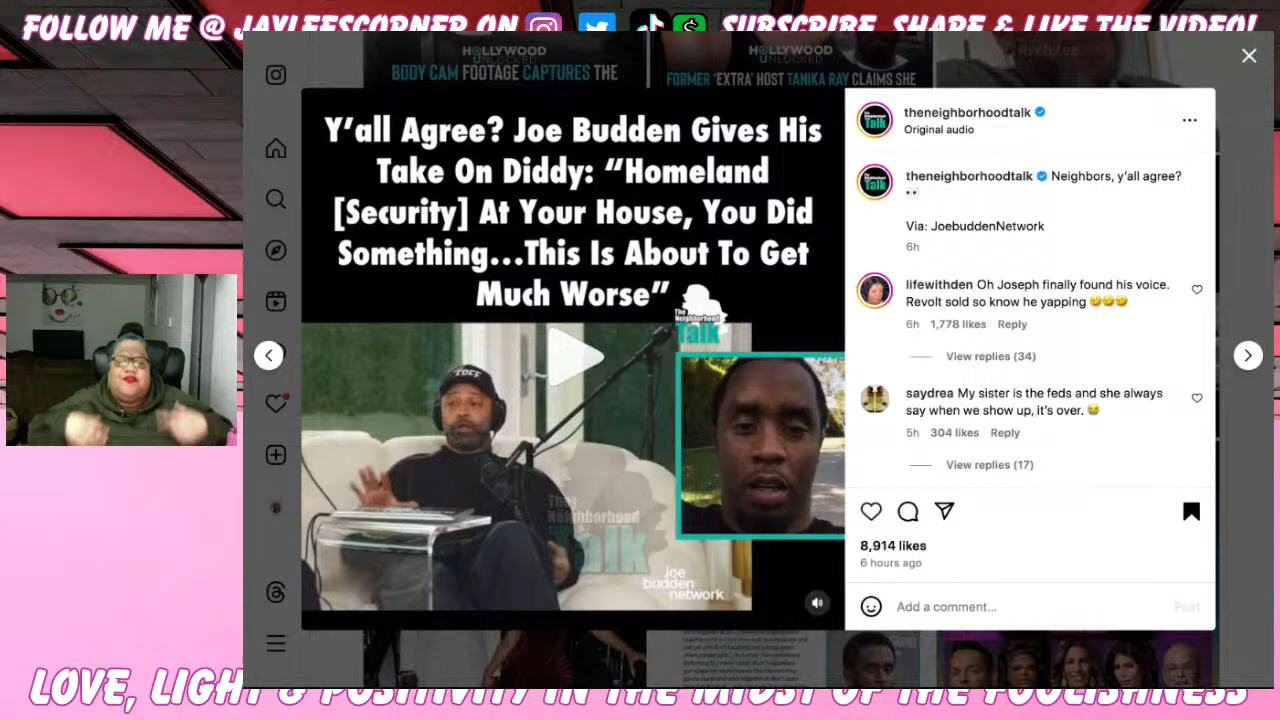 FOLLOW ME @ JAYLEESCORNER ON
SUBSCRIBE, SHARE & LIKE THE VIDEO!
HOLLYWOOD
UNLOCKED
BODY CAM FOOTAGE CAPTURES THE
HOLLYWOOD
UNLOCKED
FORMER 'EXTRA' HOST TANIKA RAY CLAIMS SHE
Y'all Agree? Joe Budden Gives His
Take On Diddy: “Homeland
[Security] At Your House, You Did
Something...This Is About To Get
Much Worse”
The
Neighborhood
Talk
The
Neighborhood
Talk
joe
budden
network
theneighborhoodtalk
Original audio
theneighborhoodtalk Neighbors, y'all agree?
Via: JoebuddenNetwork
6h
lifewithden Oh Joseph finally found his voice.
Revolt sold so know he yapping 🤣🤣🤣
6h 1,778 likes Reply
View replies (34)
saydrea My sister is the feds and she always
say when we show up, it's over. 😭
5h 304 likes Reply
View replies (17)
8,914 likes
6 hours ago
Add a comment...
Post
LOVE, LIGHT & POSITIVITY IN THE MIDST OF THE FOOLISHNESS